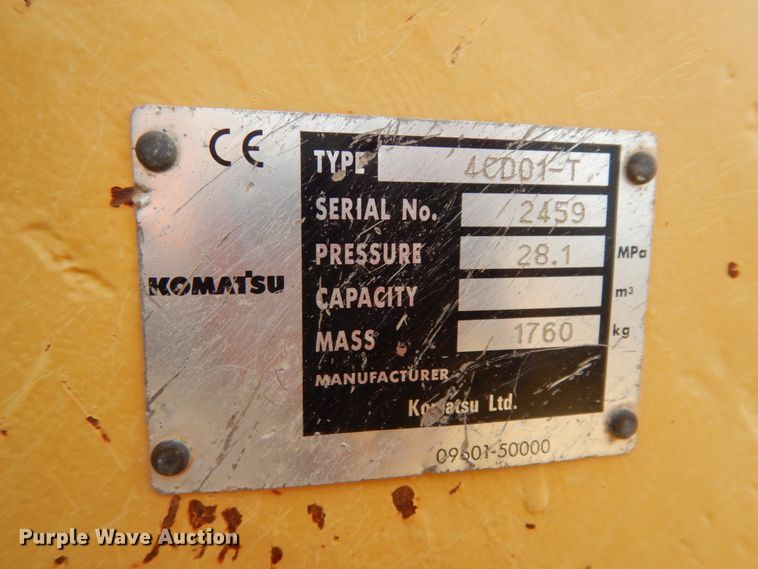 CE
KOMATSU
TYPE 4CD01-T
SERIAL No. 2459
PRESSURE 28.1 MPa
CAPACITY m³
MASS 1760 kg
MANUFACTURER
Komatsu Ltd.
09601-50000
Purple Wave Auction